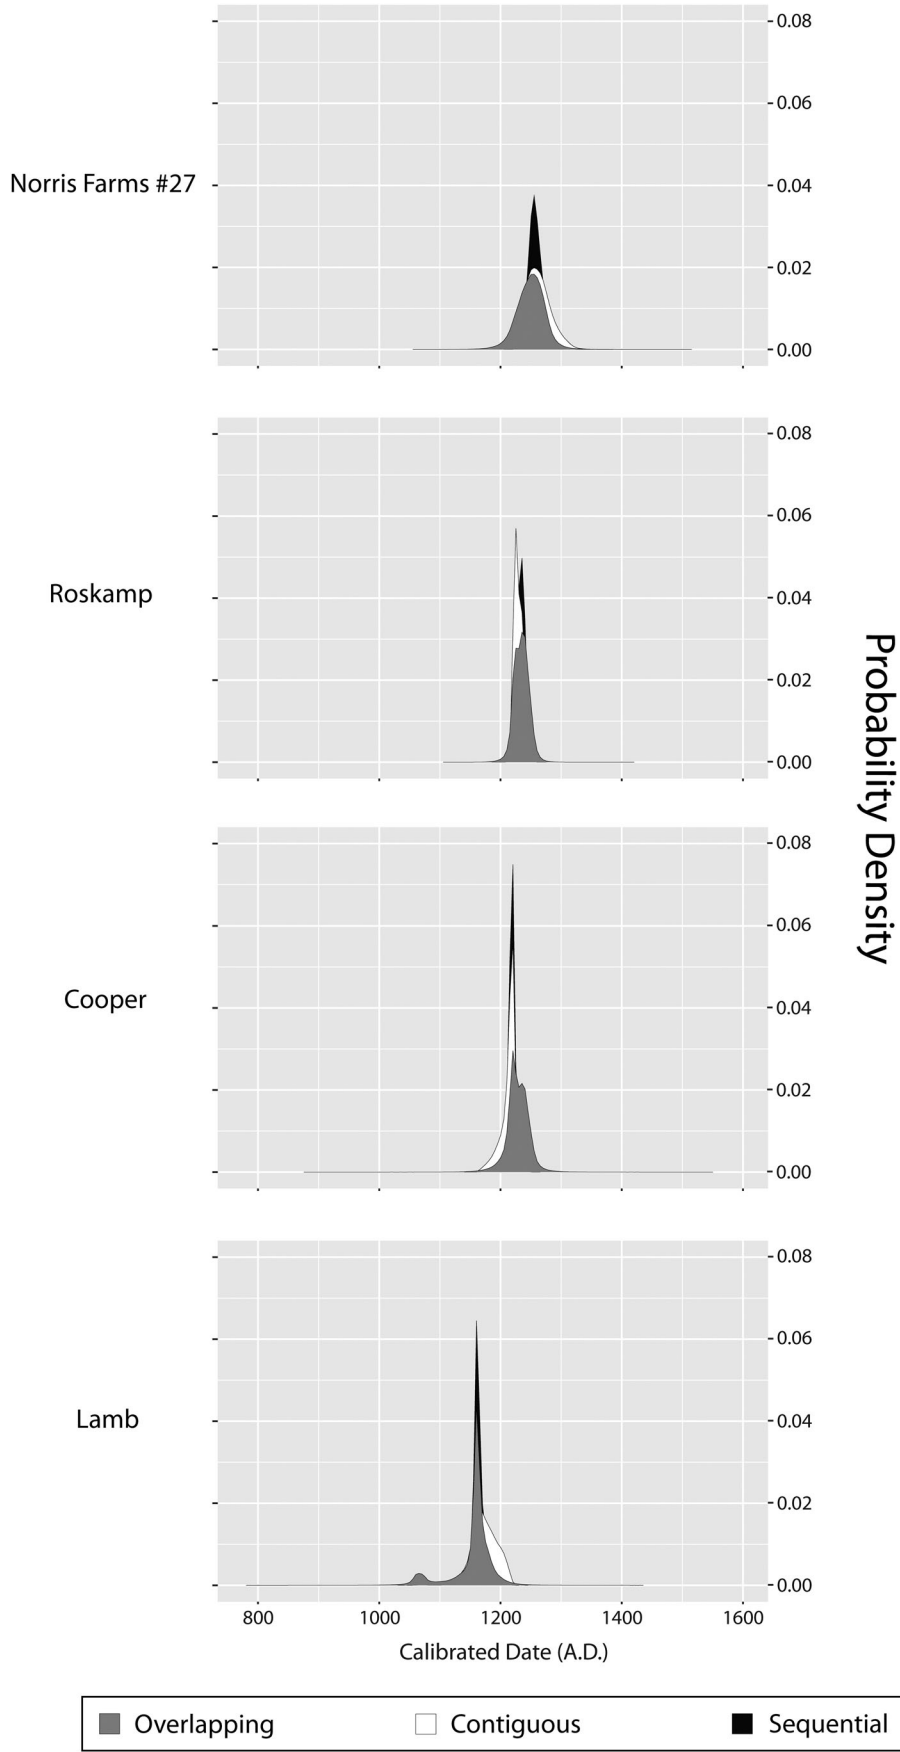 0.08
0.06
Norris Farms #27
0.04
0.02
0.00
0.08
0.06
Roskamp
0.04
0.02
0.00
Probability Density
0.08
0.06
Cooper
0.04
0.02
0.00
0.08
0.06
Lamb
0.04
0.02
0.00
800 1000 1200 1400 1600
Calibrated Date (A.D.)
Overlapping Contiguous Sequential